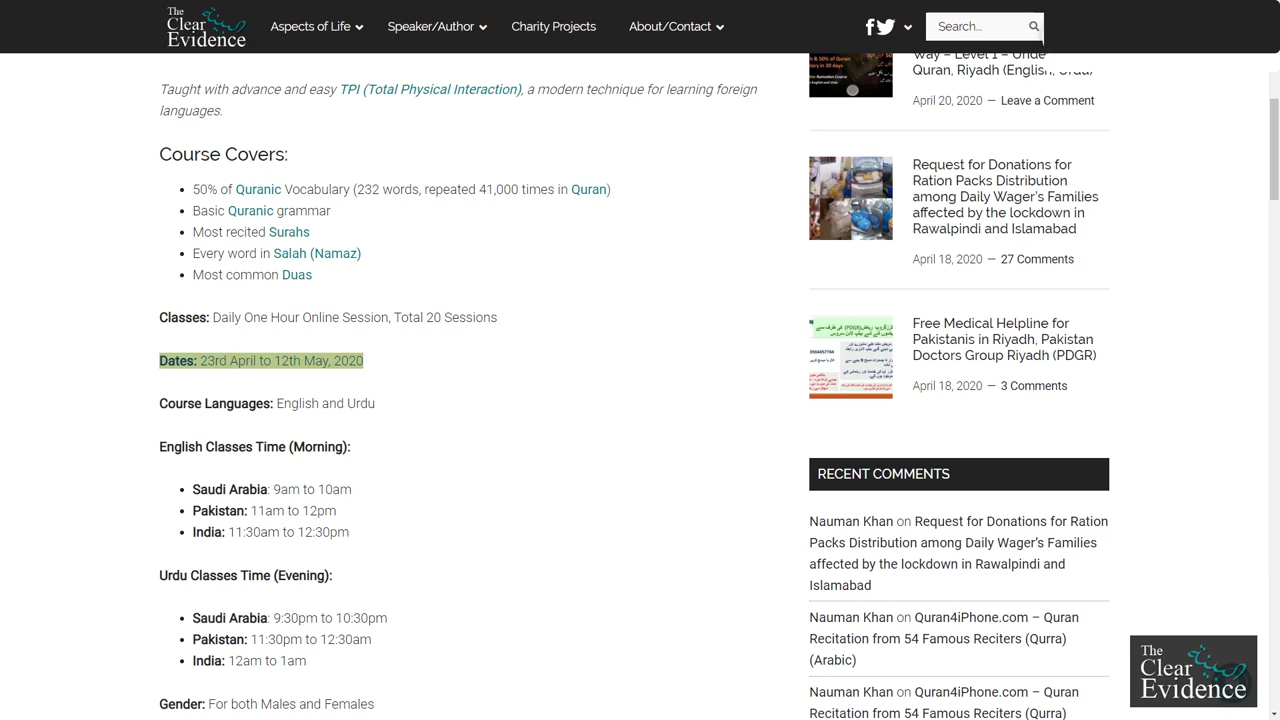 The
Clear
Evidence
Aspects of Life
Speaker/Author
Charity Projects
About/Contact
Search...
Taught with advance and easy TPI (Total Physical Interaction), a modern technique for learning foreign
languages.
Course Covers:
50% of Quranic Vocabulary (232 words, repeated 41,000 times in Quran)
Basic Quranic grammar
Most recited Surahs
Every word in Salah (Namaz)
Most common Duas
Classes: Daily One Hour Online Session, Total 20 Sessions
Dates: 23rd April to 12th May, 2020
Course Languages: English and Urdu
English Classes Time (Morning):
Saudi Arabia: 9am to 10am
Pakistan: 11am to 12pm
India: 11:30am to 12:30pm
Urdu Classes Time (Evening):
Saudi Arabia: 9:30pm to 10:30pm
Pakistan: 11:30pm to 12:30am
India: 12am to 1am
Gender: For both Males and Females
Way – Level 1 – Unde
Quran, Riyadh (English, Urdu)
April 20, 2020 — Leave a Comment
Request for Donations for
Ration Packs Distribution
among Daily Wager's Families
affected by the lockdown in
Rawalpindi and Islamabad
April 18, 2020 — 27 Comments
Free Medical Helpline for
Pakistanis in Riyadh, Pakistan
Doctors Group Riyadh (PDGR)
April 18, 2020 — 3 Comments
RECENT COMMENTS
Nauman Khan on Request for Donations for Ration
Packs Distribution among Daily Wager's Families
affected by the lockdown in Rawalpindi and
Islamabad
Nauman Khan on Quran4iPhone.com – Quran
Recitation from 54 Famous Reciters (Qurra)
(Arabic)
Nauman Khan on Quran4iPhone.com – Quran
Recitation from 54 Famous Reciters (Qurra)
The
Clear
Evidence